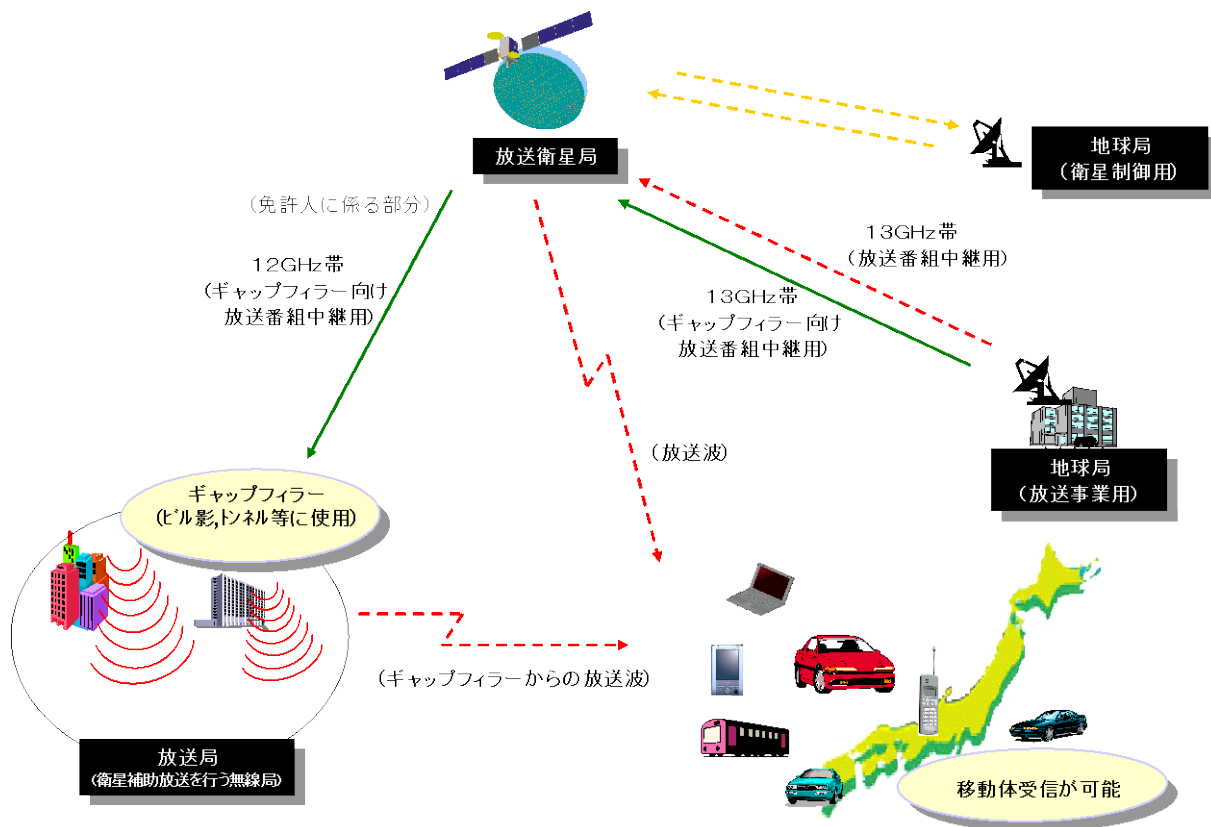 放送衛星局
地球局
(衛星制御用)
(免許人に係る部分)
13GHz帯
(放送番組中継用)
12GHz帯
(ギャップフィラー向け
放送番組中継用)
13GHz帯
(ギャップフィラー向け
放送番組中継用)
(放送波)
地球局
(放送事業用)
ギャップフィラー
(ビル影,トンネル等に使用)
(ギャップフィラーからの放送波)
放送局
(衛星補助放送を行う無線局)
移動体受信が可能